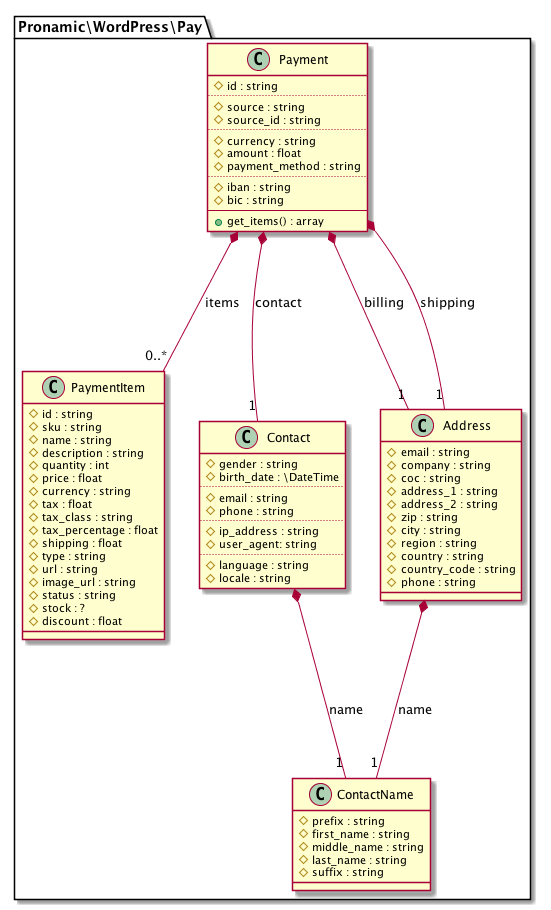 Pronamic\WordPress\Pay
C Payment
id : string
source : string
source_id : string
currency : string
amount : float
payment_method : string
iban : string
bic : string
get_items() : array
items
contact
billing
shipping
0..*
1
1
1
C PaymentItem
id : string
sku : string
name : string
description : string
quantity : int
price : float
currency : string
tax : float
tax_class : string
tax_percentage : float
shipping : float
type : string
url : string
image_url : string
status : string
stock : ?
discount : float
C Contact
gender : string
birth_date : \DateTime
email : string
phone : string
ip_address : string
user_agent: string
language : string
locale : string
C Address
email : string
company : string
coc : string
address_1 : string
address_2 : string
zip : string
city : string
region : string
country : string
country_code : string
phone : string
name
name
1
1
C ContactName
prefix : string
first_name : string
middle_name : string
last_name : string
suffix : string